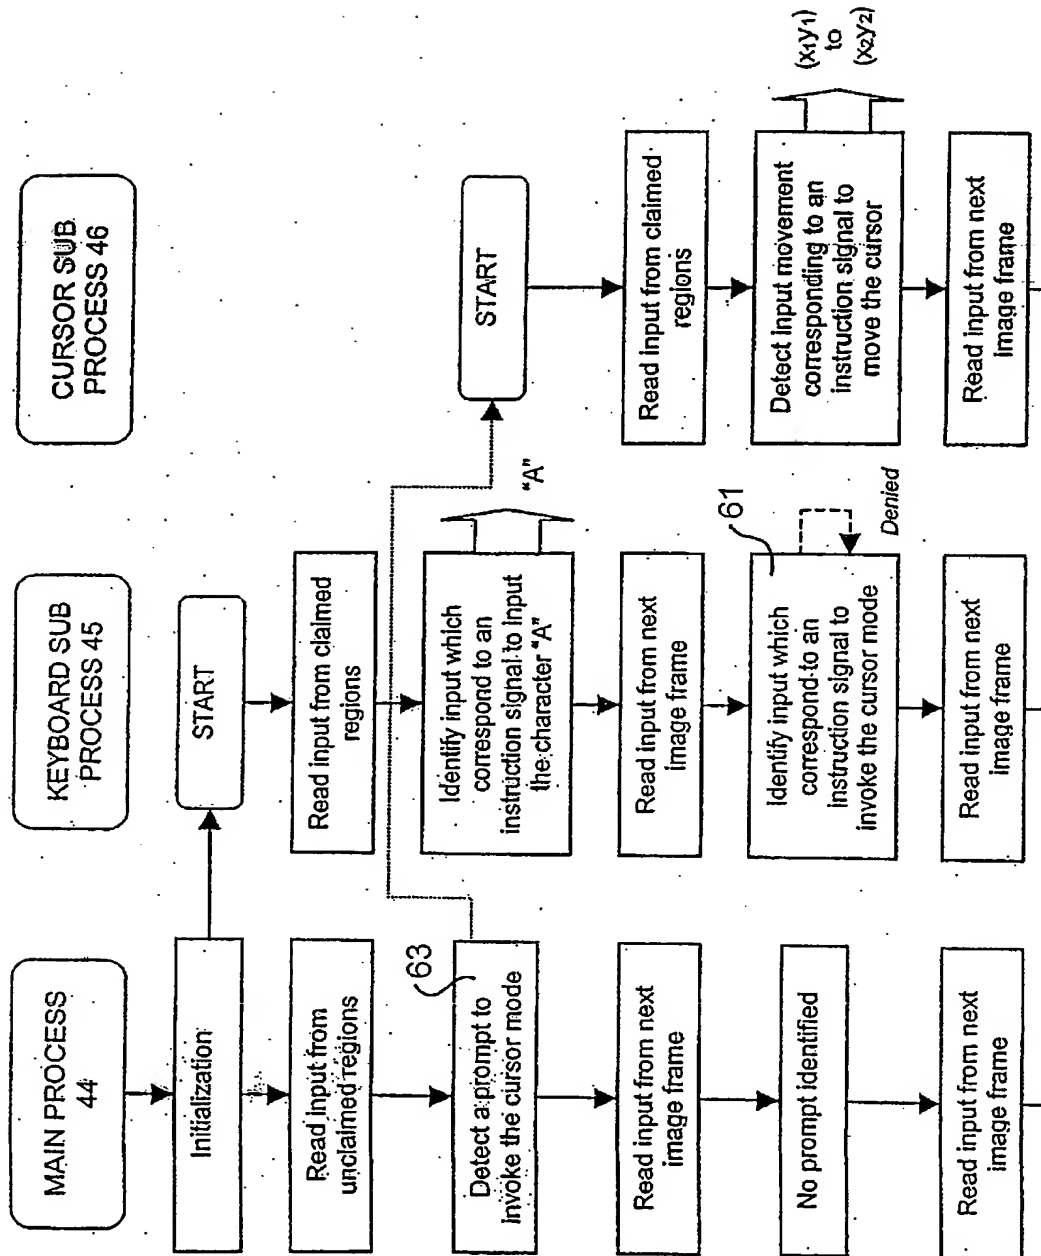 MAIN PROCESS
44
Initialization
Read input from
unclaimed regions
63
Detect a prompt to
invoke the cursor mode
Read input from next
image frame
No prompt identified
Read input from next
image frame
KEYBOARD SUB
PROCESS 45
START
Read input from claimed
regions
Identify input which
correspond to an
instruction signal to input
the character "A"
"A"
Read input from next
image frame
61
Identify input which
correspond to an
instruction signal to
invoke the cursor mode
Denied
Read input from next
image frame
CURSOR SUB
PROCESS 46
START
Read input from claimed
regions
Detect input movement
corresponding to an
instruction signal to
move the cursor
(x1y1)
to
(x2y2)
Read input from next
image frame